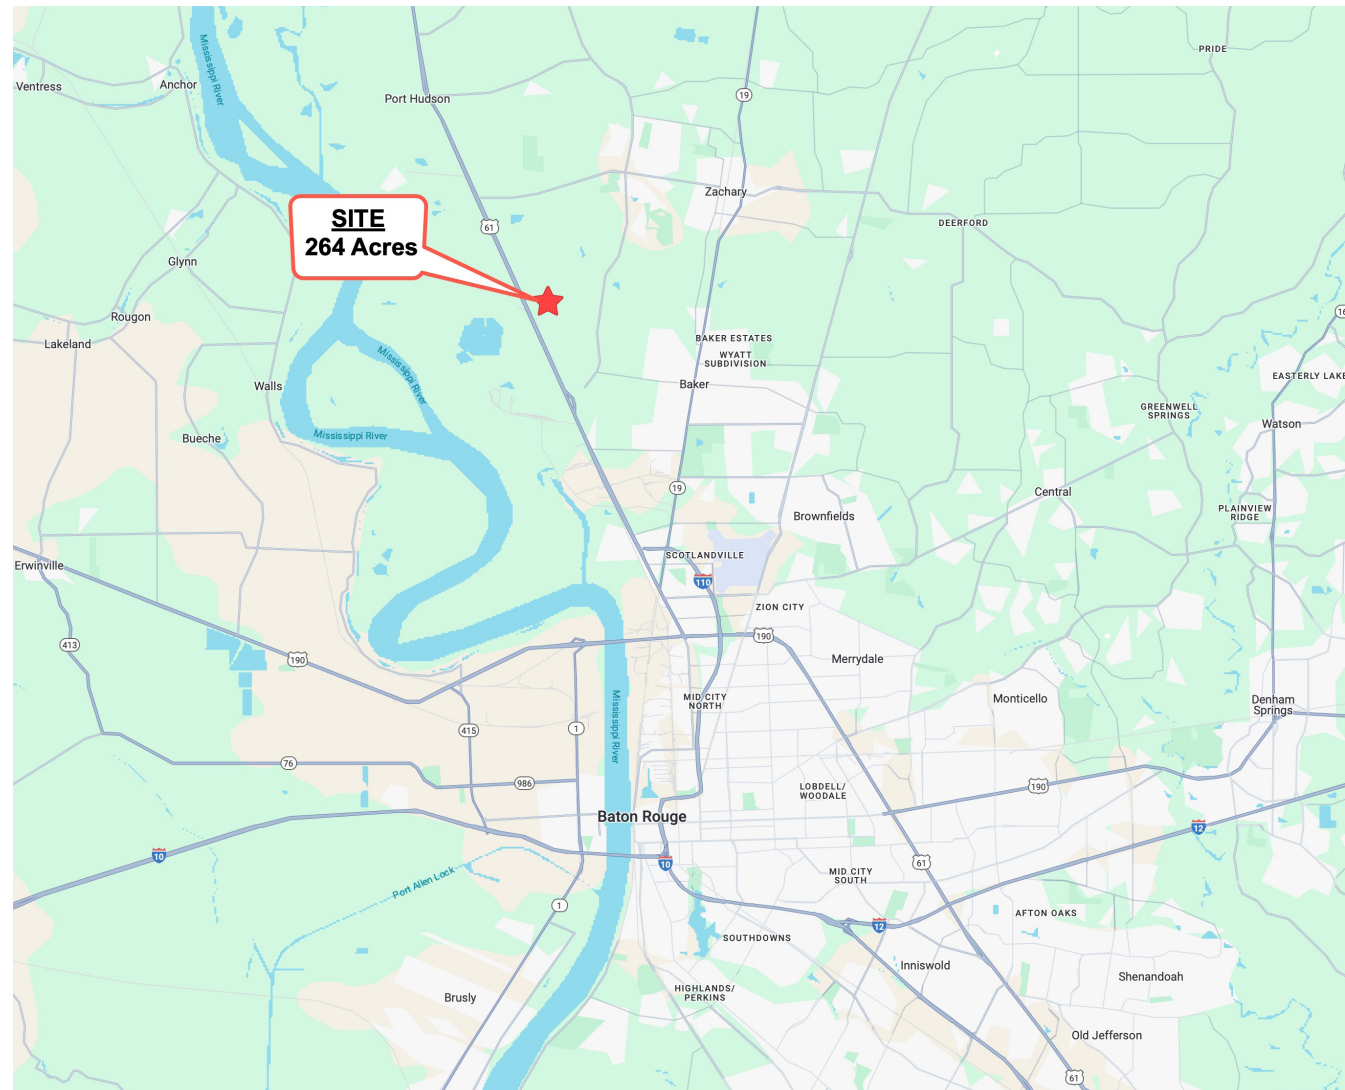 PRIDE
Mississippi River
Ventress
Anchor
Port Hudson
19
Zachary
SITE
264 Acres
61
DEERFORD
Glynn
Rougon
Lakeland
16
BAKER ESTATES
WYATT
SUBDIVISION
Mississippi River
Walls
Baker
EASTERLY LAKE
GREENWELL
SPRINGS
Watson
Bueche
Mississippi River
19
Central
Brownfields
PLAINVIEW
RIDGE
SCOTLANDVILLE
Erwinville
110
ZION CITY
190
413
190
Merrydale
MID CITY
NORTH
Monticello
Denham
Springs
Mississippi River
415
1
76
986
LOBDELL/
WOODALE
190
Baton Rouge
12
10
10
61
MID CITY
SOUTH
Port Allen Lock
1
AFTON OAKS
12
SOUTHDOWNS
Inniswold
Shenandoah
HIGHLANDS/
PERKINS
Brusly
Old Jefferson
61